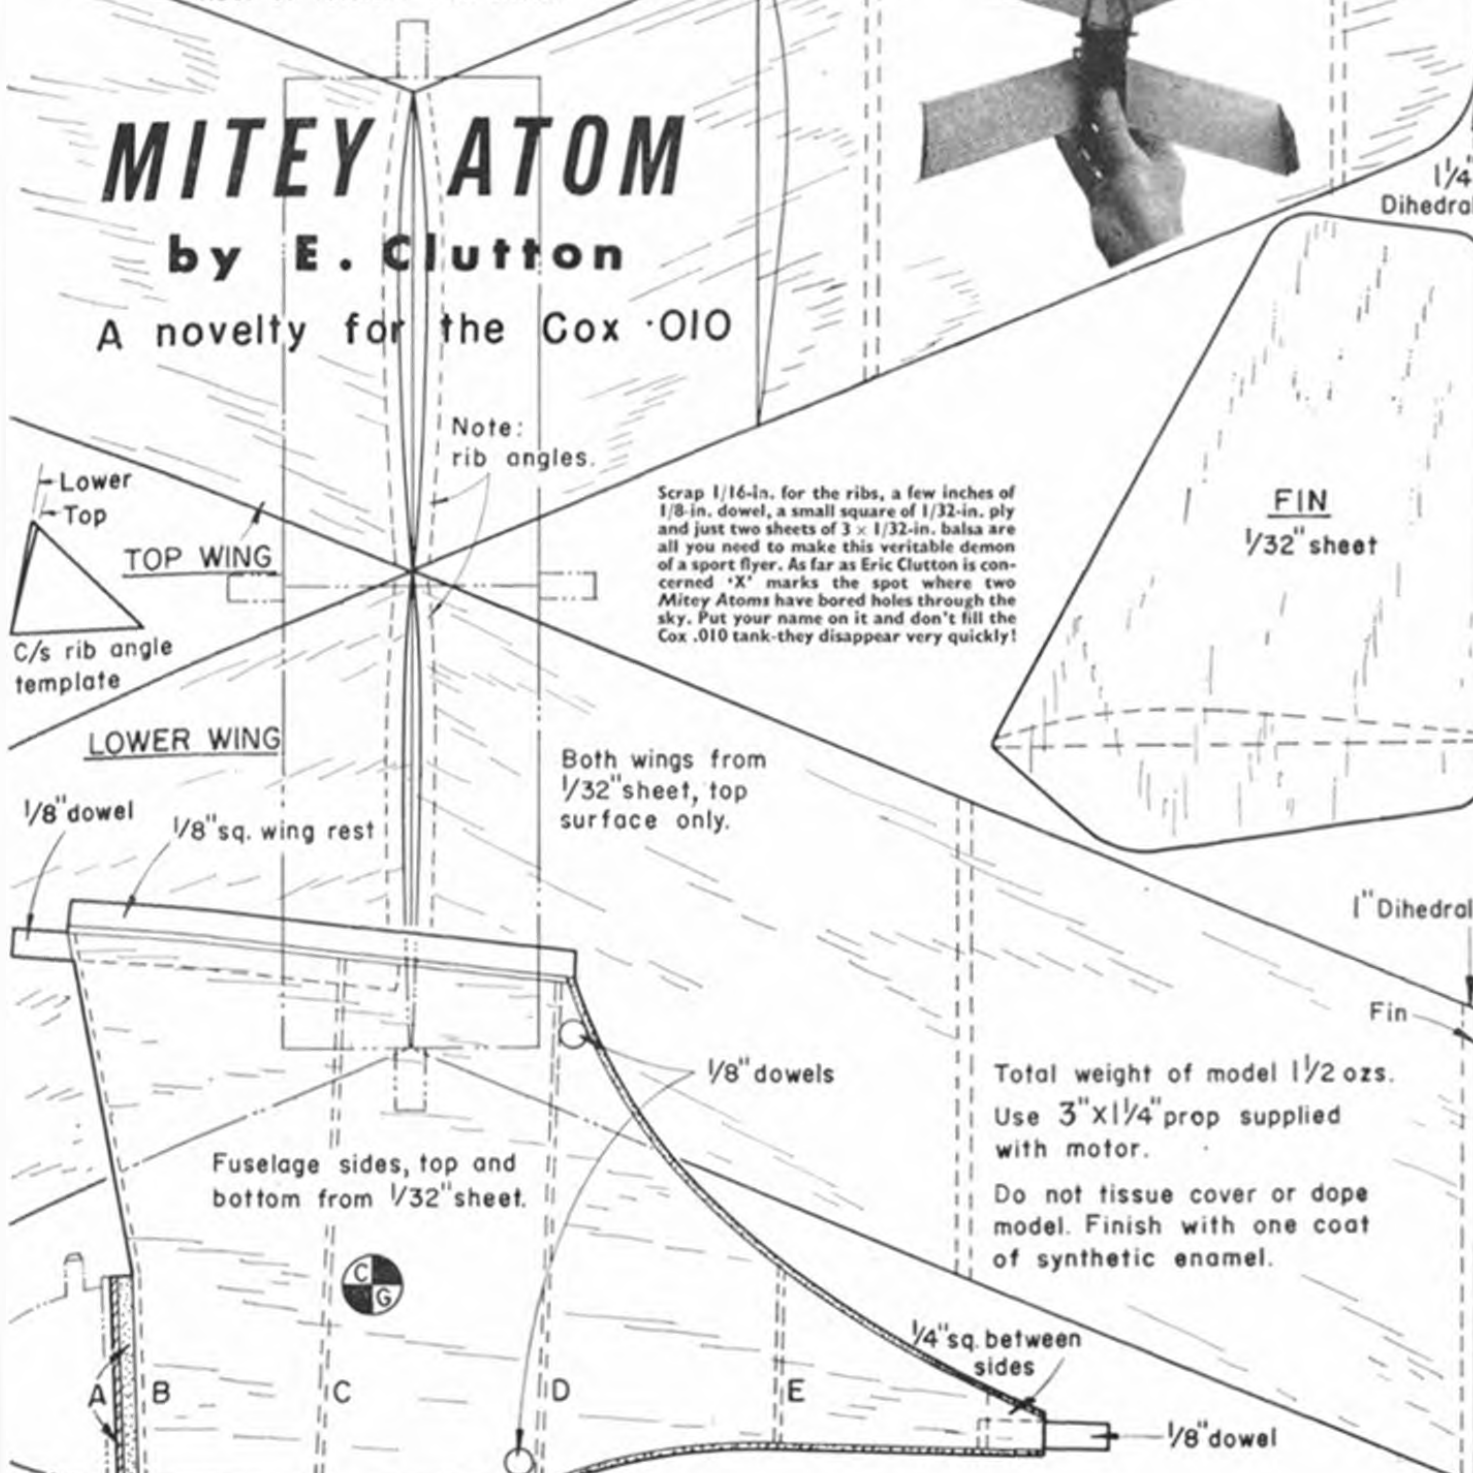 MITEY ATOM
by E. Clutton
A novelty for the Cox ·010
1¼"
Dihedral
Note:
rib angles.
Lower
Top
TOP WING
C/s rib angle
template
LOWER WING
Scrap 1/16-in. for the ribs, a few inches of
1/8-in. dowel, a small square of 1/32-in. ply
and just two sheets of 3 × 1/32-in. balsa are
all you need to make this veritable demon
of a sport flyer. As far as Eric Clutton is con-
cerned 'X' marks the spot where two
Mitey Atoms have bored holes through the
sky. Put your name on it and don't fill the
Cox .010 tank-they disappear very quickly!
FIN
1/32" sheet
Both wings from
1/32" sheet, top
surface only.
1/8" dowel
1/8" sq. wing rest
1" Dihedral
Fin
1/8" dowels
Total weight of model 1½ ozs.
Use 3" X 1¼" prop supplied
with motor.
Do not tissue cover or dope
model. Finish with one coat
of synthetic enamel.
Fuselage sides, top and
bottom from 1/32" sheet.
C
G
1/4" sq. between
sides
A
B
C
D
E
1/8" dowel